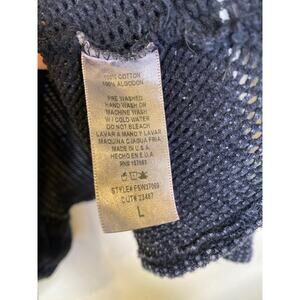 100% COTTON
100% ALGODON
PRE WASHED
HAND WASH OR
MACHINE WASH
W/ COLD WATER
DO NOT BLEACH
LAVAR A MANO Y LAVAR
MAQUINA C/AGUA FRIA
MADE IN U.S.A
HECHO EN E.U.A
STYLE#
CUT# 23487
L